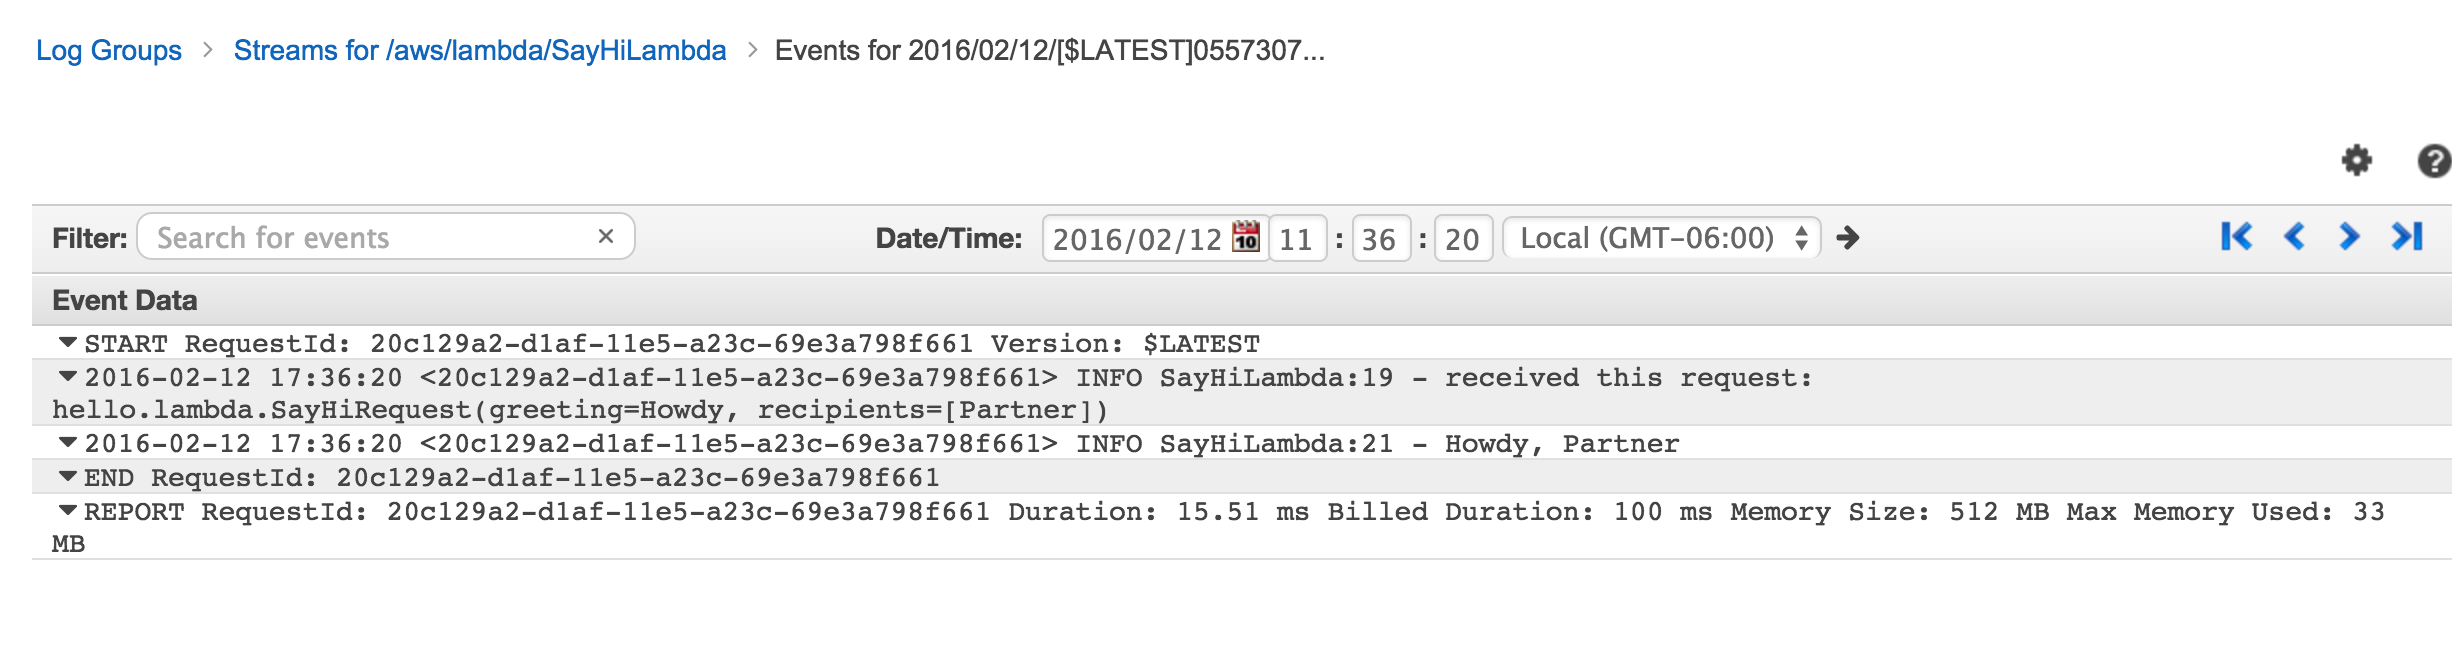 Log Groups > Streams for /aws/lambda/SayHiLambda > Events for 2016/02/12/[$LATEST]0557307...
?
Filter: Search for events × Date/Time: 2016/02/12 10 11 : 36 : 20 Local (GMT-06:00)
Event Data
START RequestId: 20c129a2-d1af-11e5-a23c-69e3a798f661 Version: $LATEST
2016-02-12 17:36:20 <20c129a2-d1af-11e5-a23c-69e3a798f661> INFO SayHiLambda:19 - received this request:
hello.lambda.SayHiRequest(greeting=Howdy, recipients=[Partner])
2016-02-12 17:36:20 <20c129a2-d1af-11e5-a23c-69e3a798f661> INFO SayHiLambda:21 - Howdy, Partner
END RequestId: 20c129a2-d1af-11e5-a23c-69e3a798f661
REPORT RequestId: 20c129a2-d1af-11e5-a23c-69e3a798f661 Duration: 15.51 ms Billed Duration: 100 ms Memory Size: 512 MB Max Memory Used: 33
MB